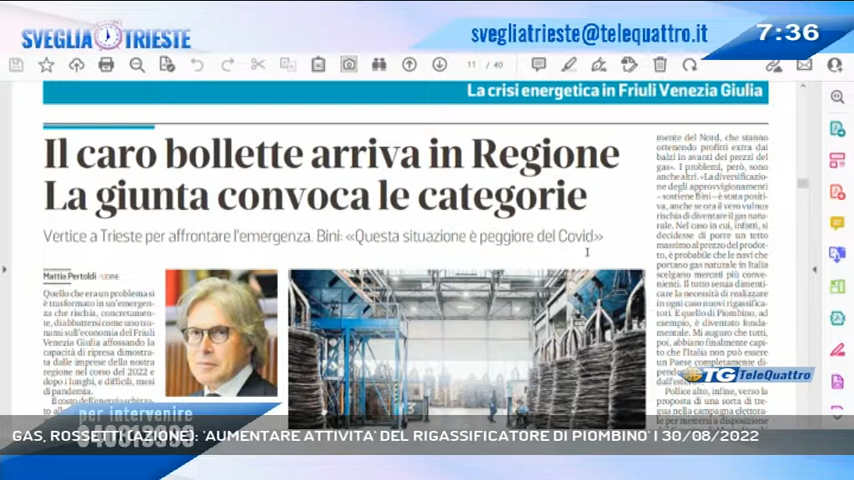 SVEGLIA TRIESTE
svegliatrieste@telequattro.it
7:36
11 / 40
La crisi energetica in Friuli Venezia Giulia
Il caro bollette arriva in Regione
La giunta convoca le categorie
Vertice a Trieste per affrontare l'emergenza. Bini: «Questa situazione è peggiore del Covid»
Mattia Pertoldi / UDINE
Quello che era un problema si
è trasformato in un'emergen-
za che rischia, concretamen-
te, di abbattersi come uno tsu-
nami sull'economia del Friuli
Venezia Giulia affossando la
capacità di ripresa dimostra-
ta dalle imprese della nostra
regione nel corso del 2022 e
dopo i lunghi, e difficili, mesi
di pandemia.
Il costo dell'energia schizza-
mente del Nord, che stanno
ottenendo profitti extra dai
balzi in avanti dei prezzi del
gas». I problemi, però, sono
anche altri. «La diversificazio-
ne degli approvvigionamenti
– sostiene Bini – è stata positi-
va, anche se ora il vero vulnus
rischia di diventare il gas natu-
rale. Nel caso in cui, infatti, si
decidesse di porre un tetto
massimo al prezzo del prodot-
to, è probabile che le navi che
portano gas naturale in Italia
scelgano mercati più conve-
nienti. Il tutto senza dimenti-
care la necessità di realizzare
in ogni caso nuovi rigassifica-
tori. E quello di Piombino, ad
esempio, è diventato fonda-
mentale. Mi auguro che tutti,
poi, abbiano finalmente capi-
to che l'Italia non può essere
un Paese completamente di-
Pollice alto, infine, verso la
proposta di una sorta di tre-
gua nella campagna elettora-
le per mettersi a disposizione
TG TeleQuattro
per intervenire
GAS, ROSSETTI (AZIONE): 'AUMENTARE ATTIVITA' DEL RIGASSIFICATORE DI PIOMBINO' | 30/08/2022